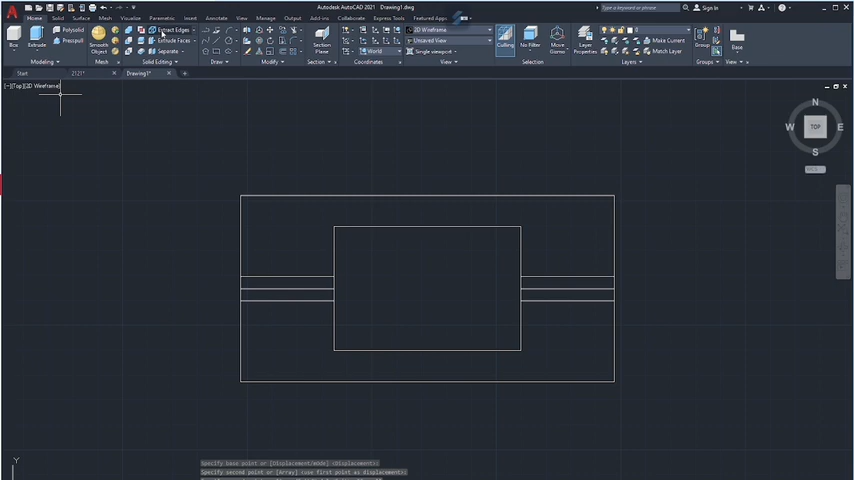 Autodesk AutoCAD 2021 Drawing1.dwg
Type a keyword or phrase
Sign In
Home Solid Surface Mesh Visualize Parametric Insert Annotate View Manage Output Add-ins Collaborate Express Tools Featured Apps
Box
Extrude
Polysolid
Presspull
Smooth Object
Extract Edges
Extrude Faces
Separate
Section Plane
World
2D Wireframe
Unsaved View
Single viewport
Culling
No Filter
Move Gizmo
Layer Properties
0
Make Current
Match Layer
Group
Base
Modeling Mesh Solid Editing Draw Modify Section Coordinates View Selection Layers Groups View
Start 2121* Drawing1*
[−][Top][2D Wireframe]
N
W TOP E
S
WCS
Y
Specify base point or [Displacement/mOde] <Displacement>:
Specify second point or [Array] <use first point as displacement>: